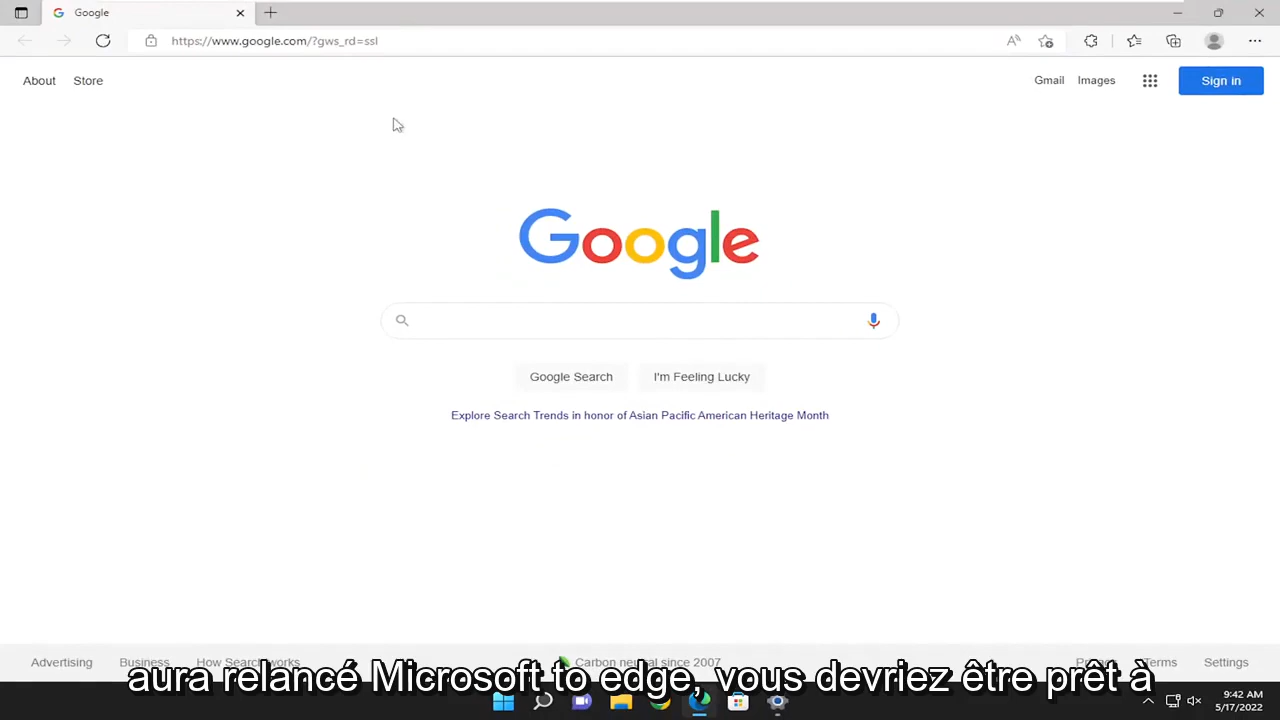 Google
https://www.google.com/?gws_rd=ssl
About Store
Gmail Images Sign in
Google
Google Search I'm Feeling Lucky
Explore Search Trends in honor of Asian Pacific American Heritage Month
Advertising Business How Search works Carbon neutral since 2007 Terms Settings
aura relancé Microsoft to edge, vous devriez être prêt à
9:42 AM
5/17/2022